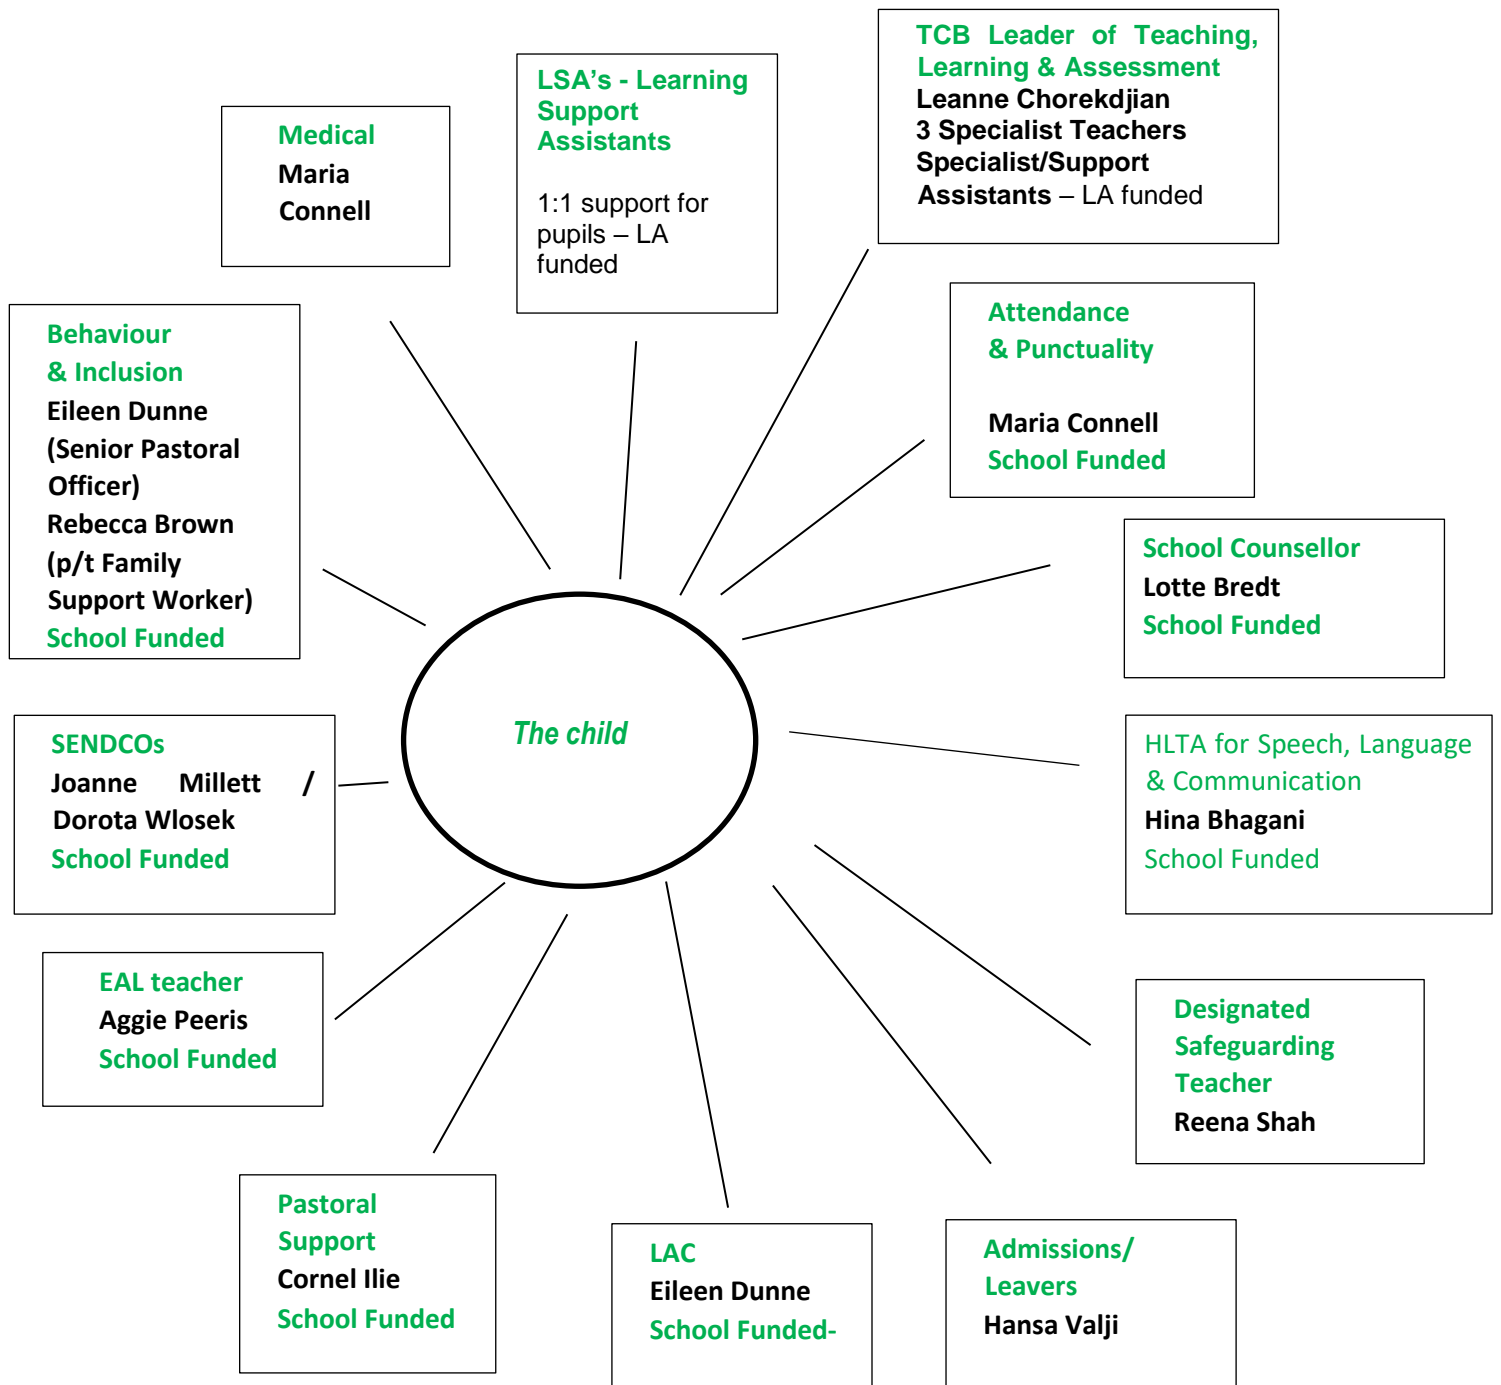 TCB Leader of Teaching,
Learning & Assessment
Leanne Chorekdjian
3 Specialist Teachers
Specialist/Support
Assistants – LA funded
LSA's - Learning
Support
Assistants
1:1 support for
pupils – LA
funded
Medical
Maria
Connell
Attendance
& Punctuality
Maria Connell
School Funded
Behaviour
& Inclusion
Eileen Dunne
(Senior Pastoral
Officer)
Rebecca Brown
(p/t Family
Support Worker)
School Funded
School Counsellor
Lotte Bredt
School Funded
The child
SENDCOs
Joanne Millett /
Dorota Wlosek
School Funded
HLTA for Speech, Language
& Communication
Hina Bhagani
School Funded
EAL teacher
Aggie Peeris
School Funded
Designated
Safeguarding
Teacher
Reena Shah
Pastoral
Support
Cornel Ilie
School Funded
LAC
Eileen Dunne
School Funded-
Admissions/
Leavers
Hansa Valji